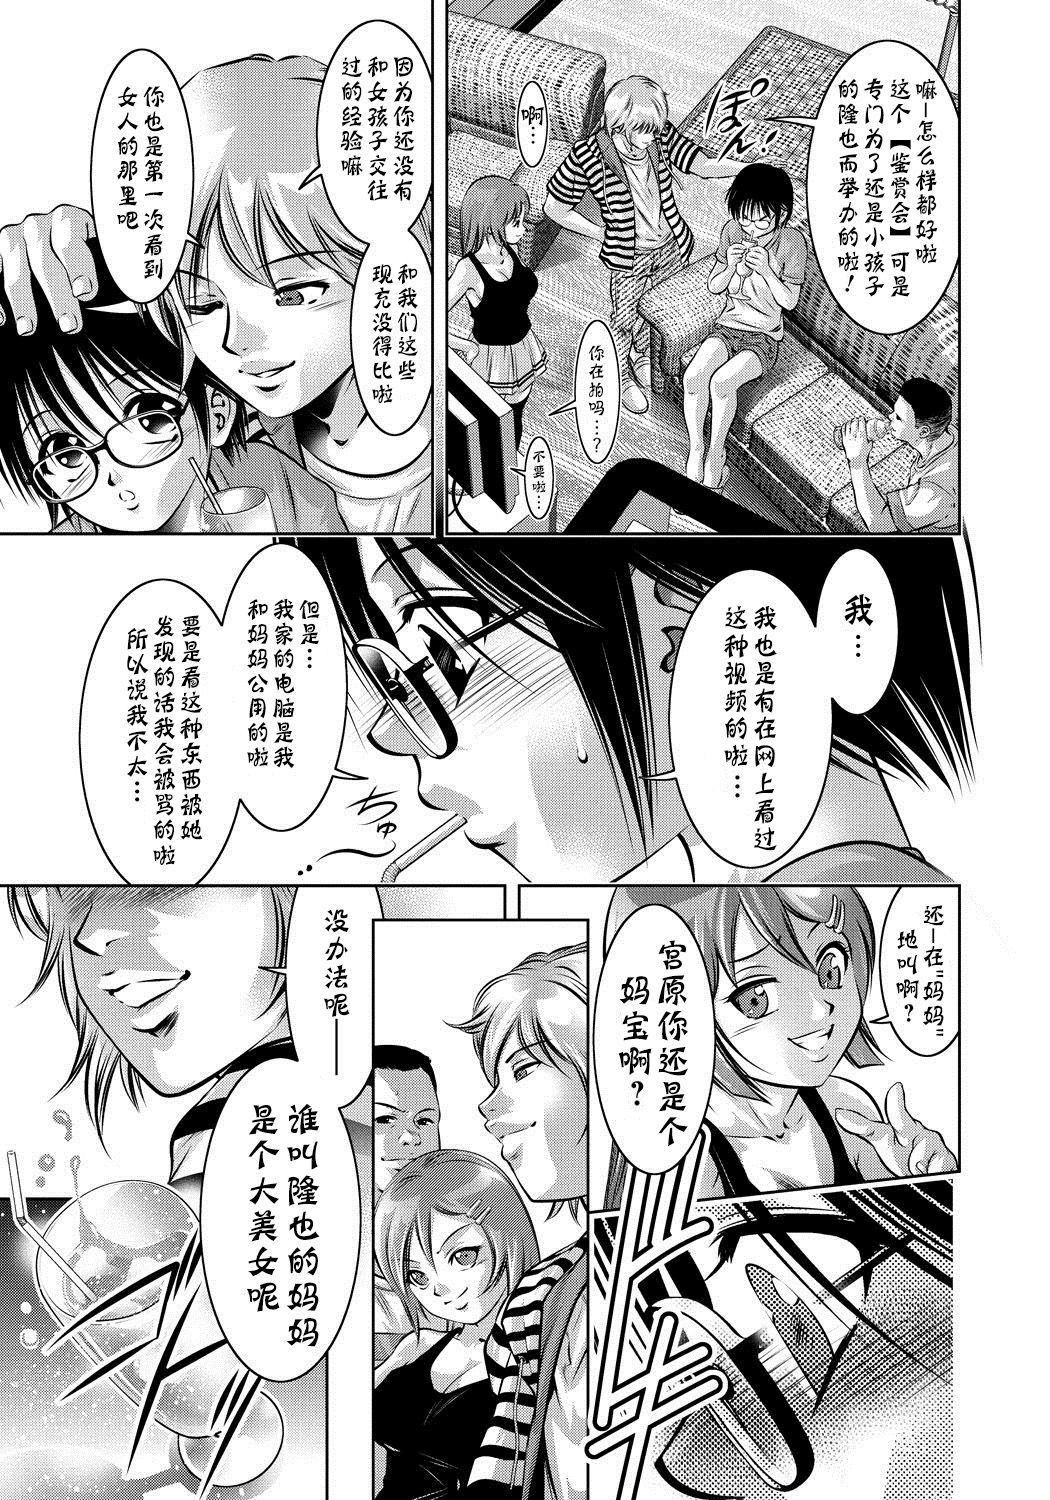 嘛—怎么样都好啦
这个【鉴赏会】可是
专门为了还是小孩子
的隆也而举办的啦！
ぽん
啊…
你在拍吗…？
不要啦…
因为你还没有
和女孩子交往
过的经验嘛
和我们这些
现充没得比啦
你也是第一次看到
女人的那里吧
我…
我也是有在网上看过
这种视频的啦…
但是…
我家的电脑是我
和妈妈公用的啦
要是看这种东西被她
发现的话我会被骂的啦
所以说我不太…
ちゅ…
还—在"妈妈"
地叫啊？
宫原你还是个
妈宝啊？
没办法呢——
谁叫隆也的妈妈
是个大美女呢